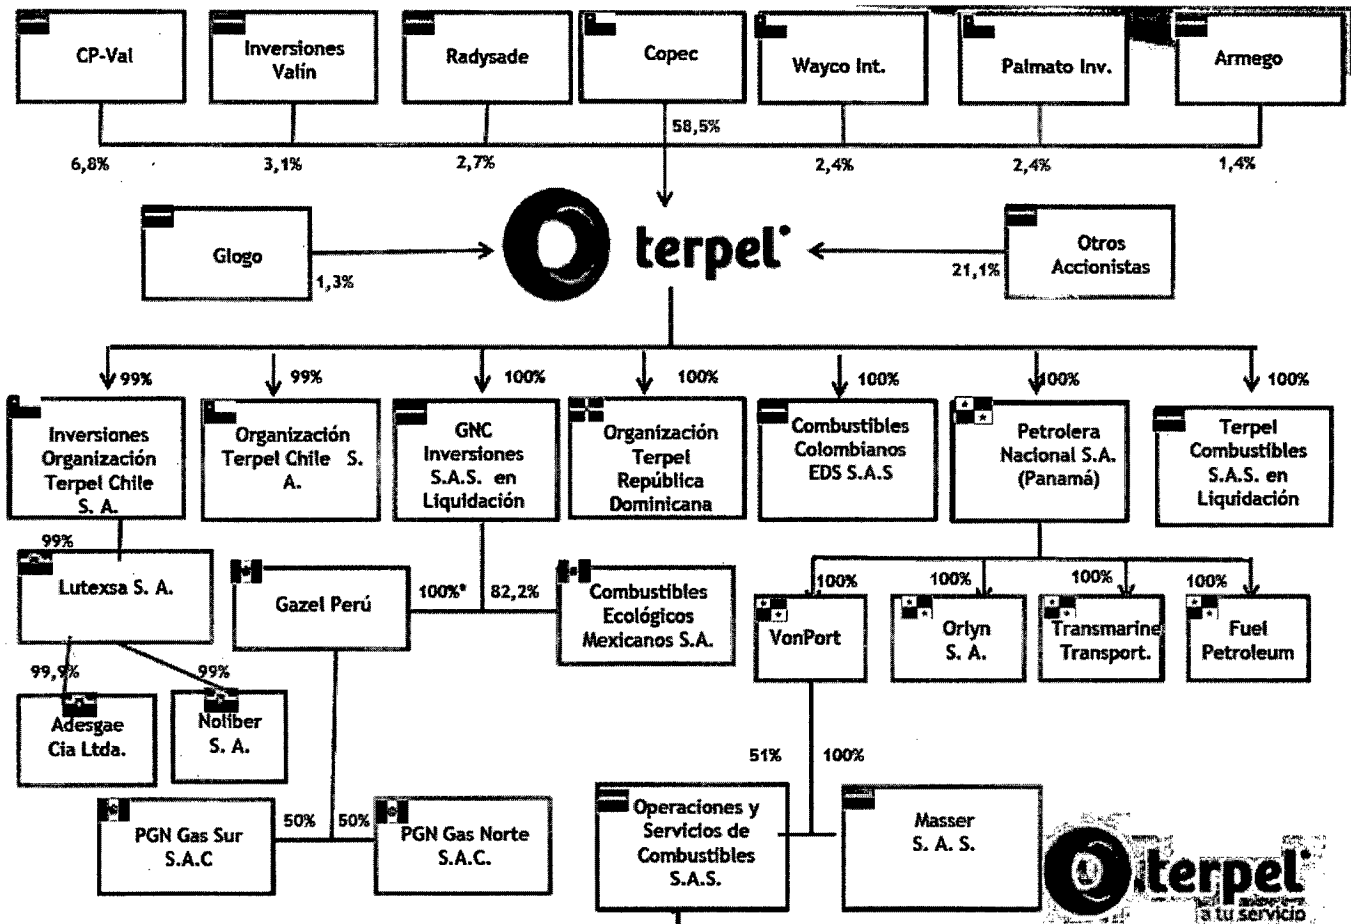 CP-Val
Inversiones
Valín
Radysade
Copec
Wayco Int.
Palmato Inv.
Armego
58,5%
6,8%
3,1%
2,7%
2,4%
2,4%
1,4%
Glogo
1,3%
terpel
Otros
Accionistas
21,1%
99%
99%
100%
100%
100%
100%
100%
Inversiones
Organización
Terpel Chile
S. A.
Organización
Terpel Chile S.
A.
GNC
Inversiones
S.A.S. en
Liquidación
Organización
Terpel
República
Dominicana
Combustibles
Colombianos
EDS S.A.S
Petrolera
Nacional S.A.
(Panamá)
Terpel
Combustibles
S.A.S. en
Liquidación
99%
Lutexsa S. A.
Gazel Perú
100%*
82,2%
Combustibles
Ecológicos
Mexicanos S.A.
100%
100%
100%
100%
VonPort
Orlyn
S. A.
Transmarine
Transport.
Fuel
Petroleum
99,9%
99%
Adesgae
Cia Ltda.
Noliber
S. A.
51%
100%
PGN Gas Sur
S.A.C
50%
50%
PGN Gas Norte
S.A.C.
Operaciones y
Servicios de
Combustibles
S.A.S.
Masser
S. A. S.
terpel
a tu servicio